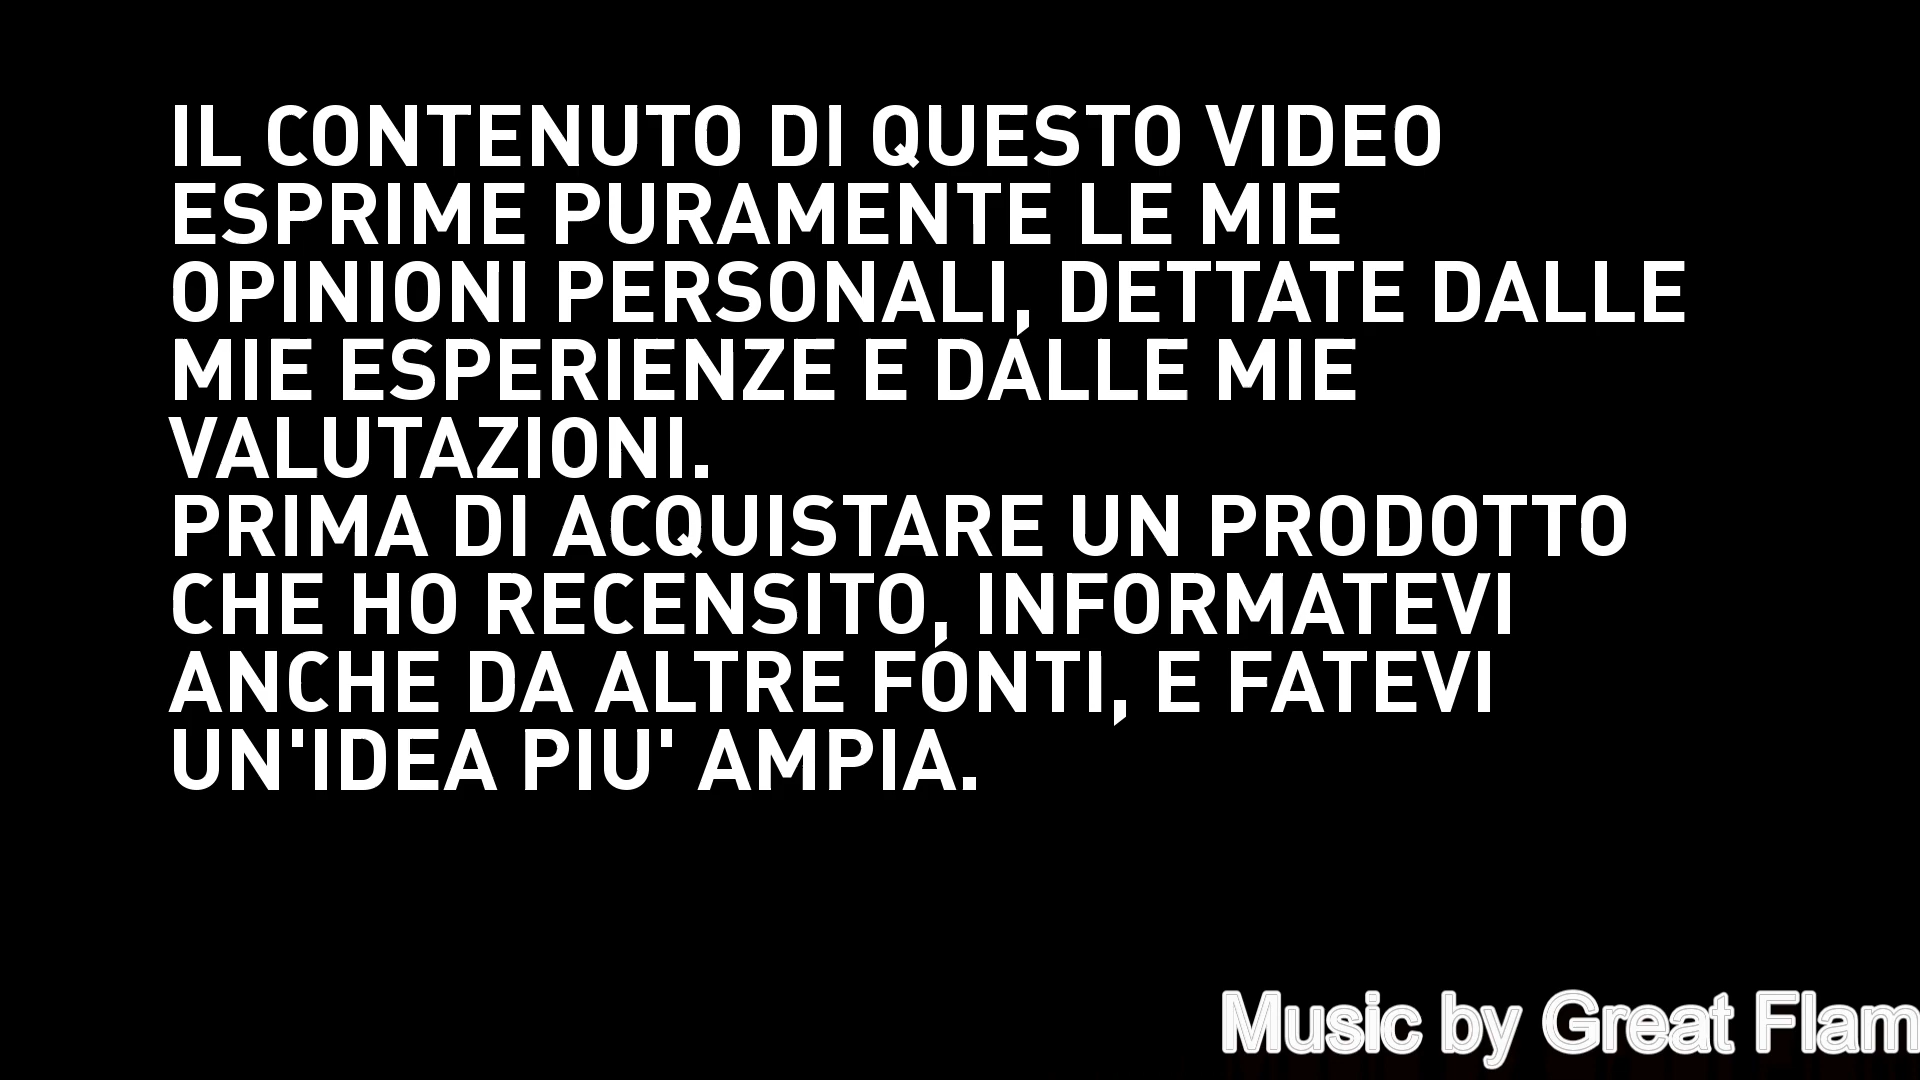 IL CONTENUTO DI QUESTO VIDEO
ESPRIME PURAMENTE LE MIE
OPINIONI PERSONALI, DETTATE DALLE
MIE ESPERIENZE E DALLE MIE
VALUTAZIONI.
PRIMA DI ACQUISTARE UN PRODOTTO
CHE HO RECENSITO, INFORMATEVI
ANCHE DA ALTRE FONTI, E FATEVI
UN'IDEA PIU' AMPIA.
Music by Great Flam